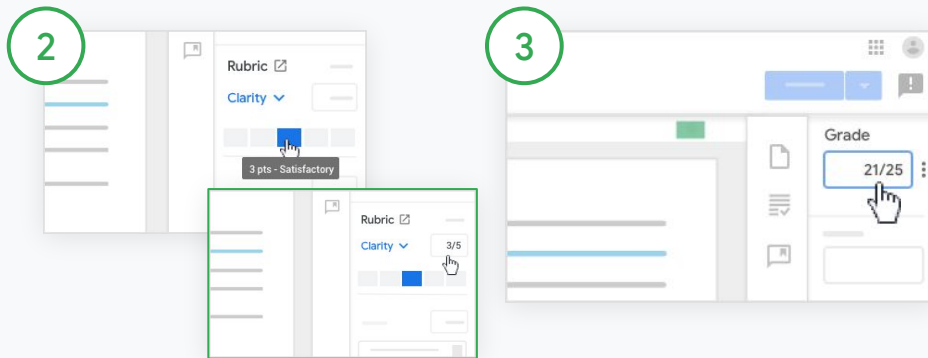 2
Rubric
Clarity
3 pts - Satisfactory
Rubric
Clarity
3/5
3
Grade
21/25